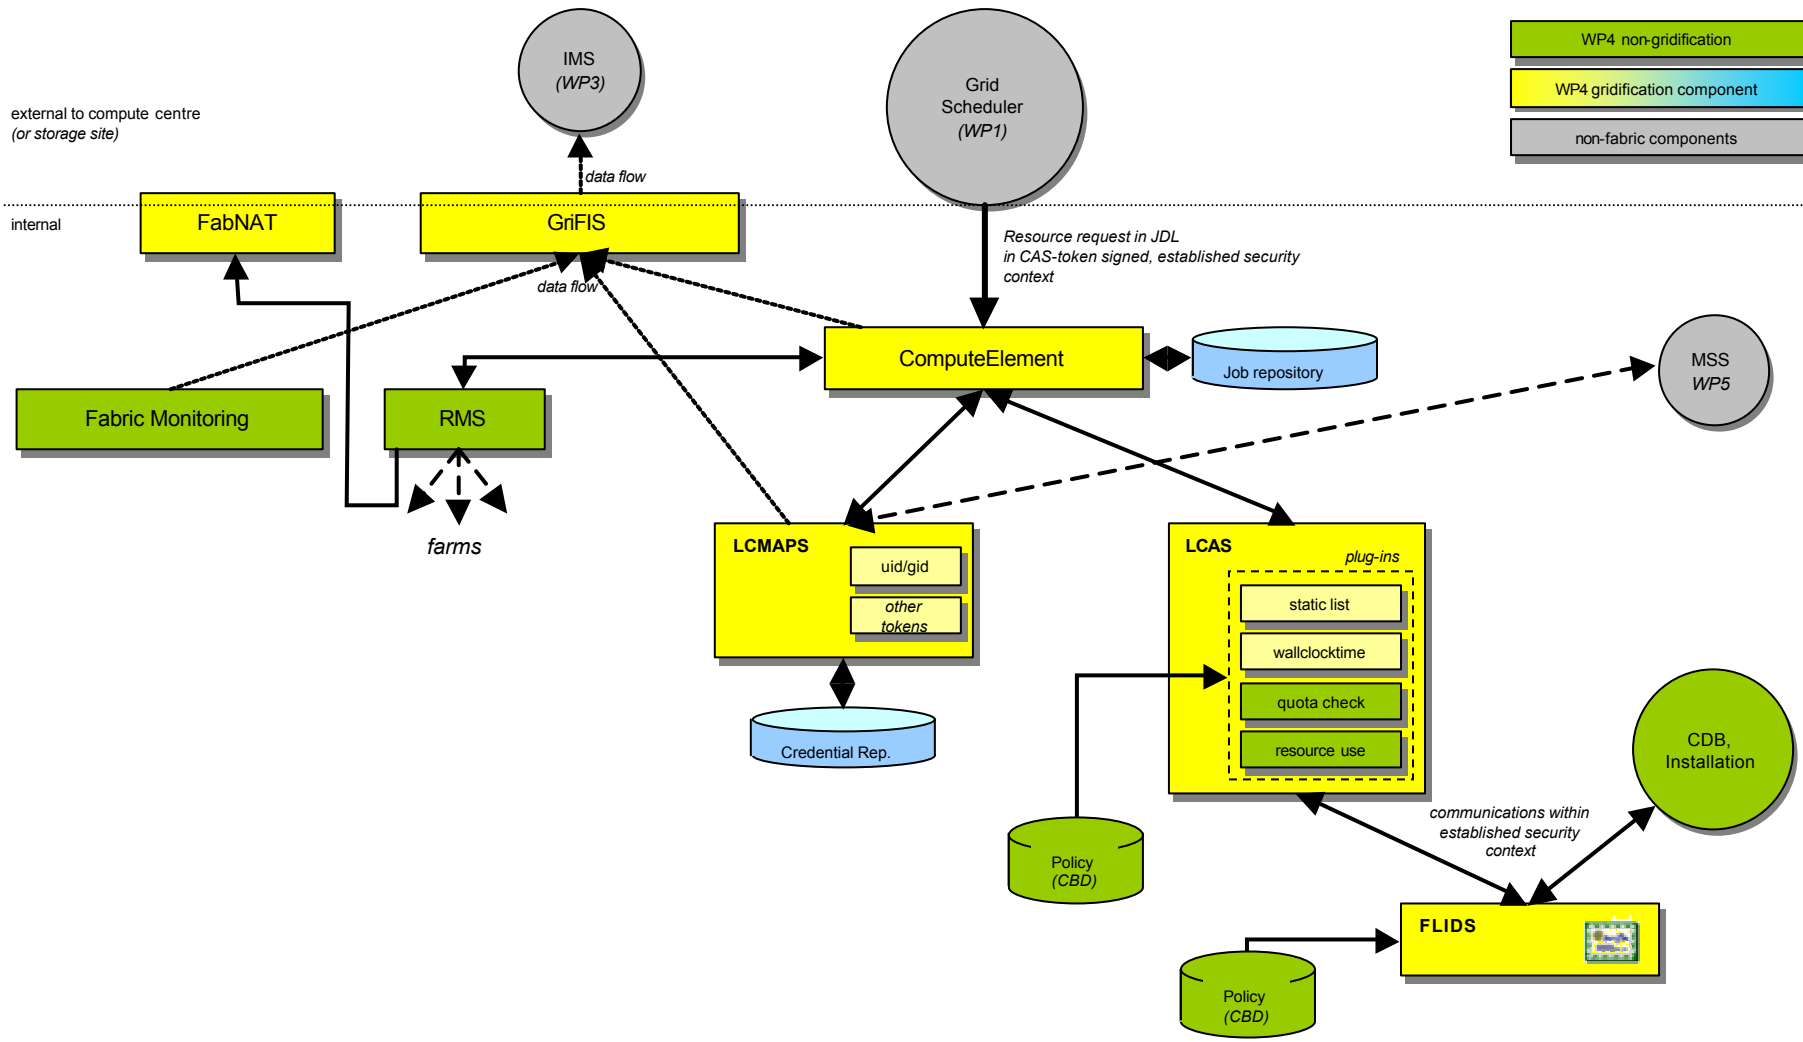 IMS
(WP3)
Grid
Scheduler
(WP1)
WP4 non-gridification
WP4 gridification component
non-fabric components
external to compute centre
(or storage site)
data flow
internal
FabNAT
GriFIS
Resource request in JDL
in CAS-token signed, established security
context
data flow
ComputeElement
Job repository
MSS
WP5
Fabric Monitoring
RMS
farms
LCMAPS
uid/gid
other
tokens
LCAS
plug-ins
static list
wallclocktime
quota check
resource use
Credential Rep.
CDB,
Installation
communications within
established security
context
Policy
(CBD)
FLIDS
Policy
(CBD)